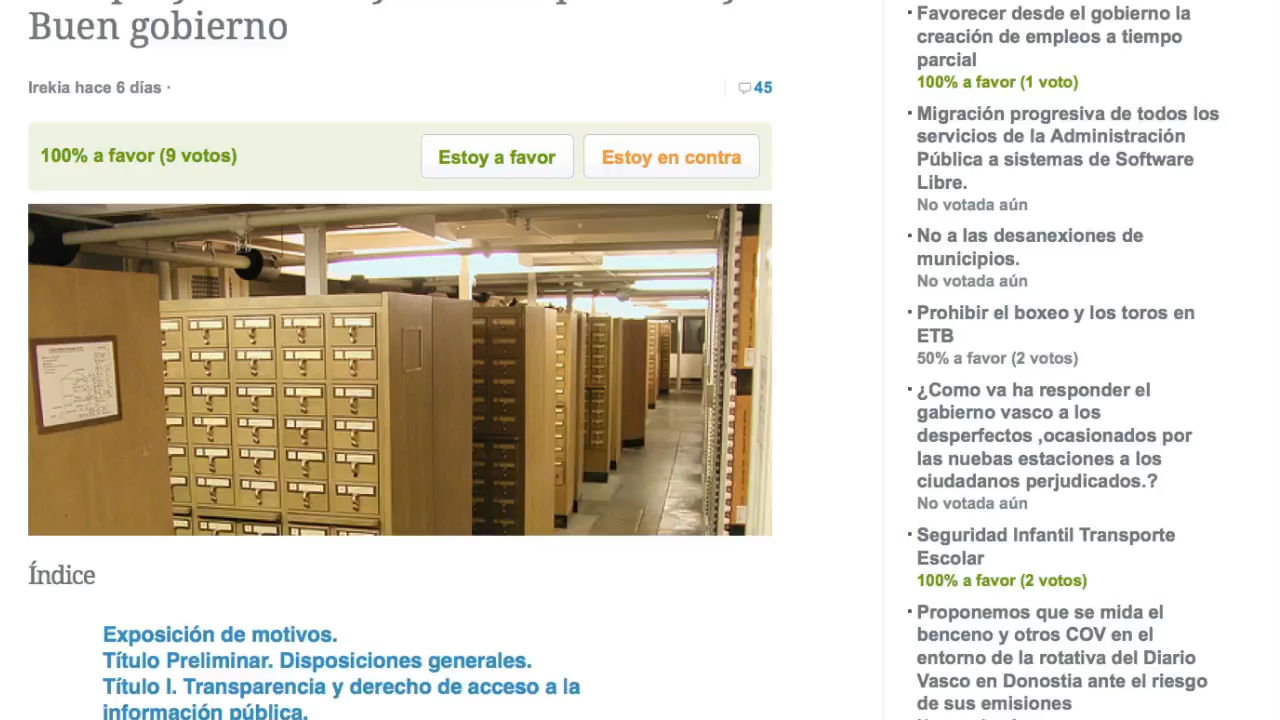 Buen gobierno
Irekia hace 6 días ·
45
100% a favor (9 votos)
Estoy a favor
Estoy en contra
Índice
Exposición de motivos.
Título Preliminar. Disposiciones generales.
Título I. Transparencia y derecho de acceso a la
información pública.
· Favorecer desde el gobierno la
creación de empleos a tiempo
parcial
100% a favor (1 voto)
· Migración progresiva de todos los
servicios de la Administración
Pública a sistemas de Software
Libre.
No votada aún
· No a las desanexiones de
municipios.
No votada aún
· Prohibir el boxeo y los toros en
ETB
50% a favor (2 votos)
· ¿Como va ha responder el
gobierno vasco a los
desperfectos ,ocasionados por
las nuebas estaciones a los
ciudadanos perjudicados.?
No votada aún
· Seguridad Infantil Transporte
Escolar
100% a favor (2 votos)
· Proponemos que se mida el
benceno y otros COV en el
entorno de la rotativa del Diario
Vasco en Donostia ante el riesgo
de sus emisiones